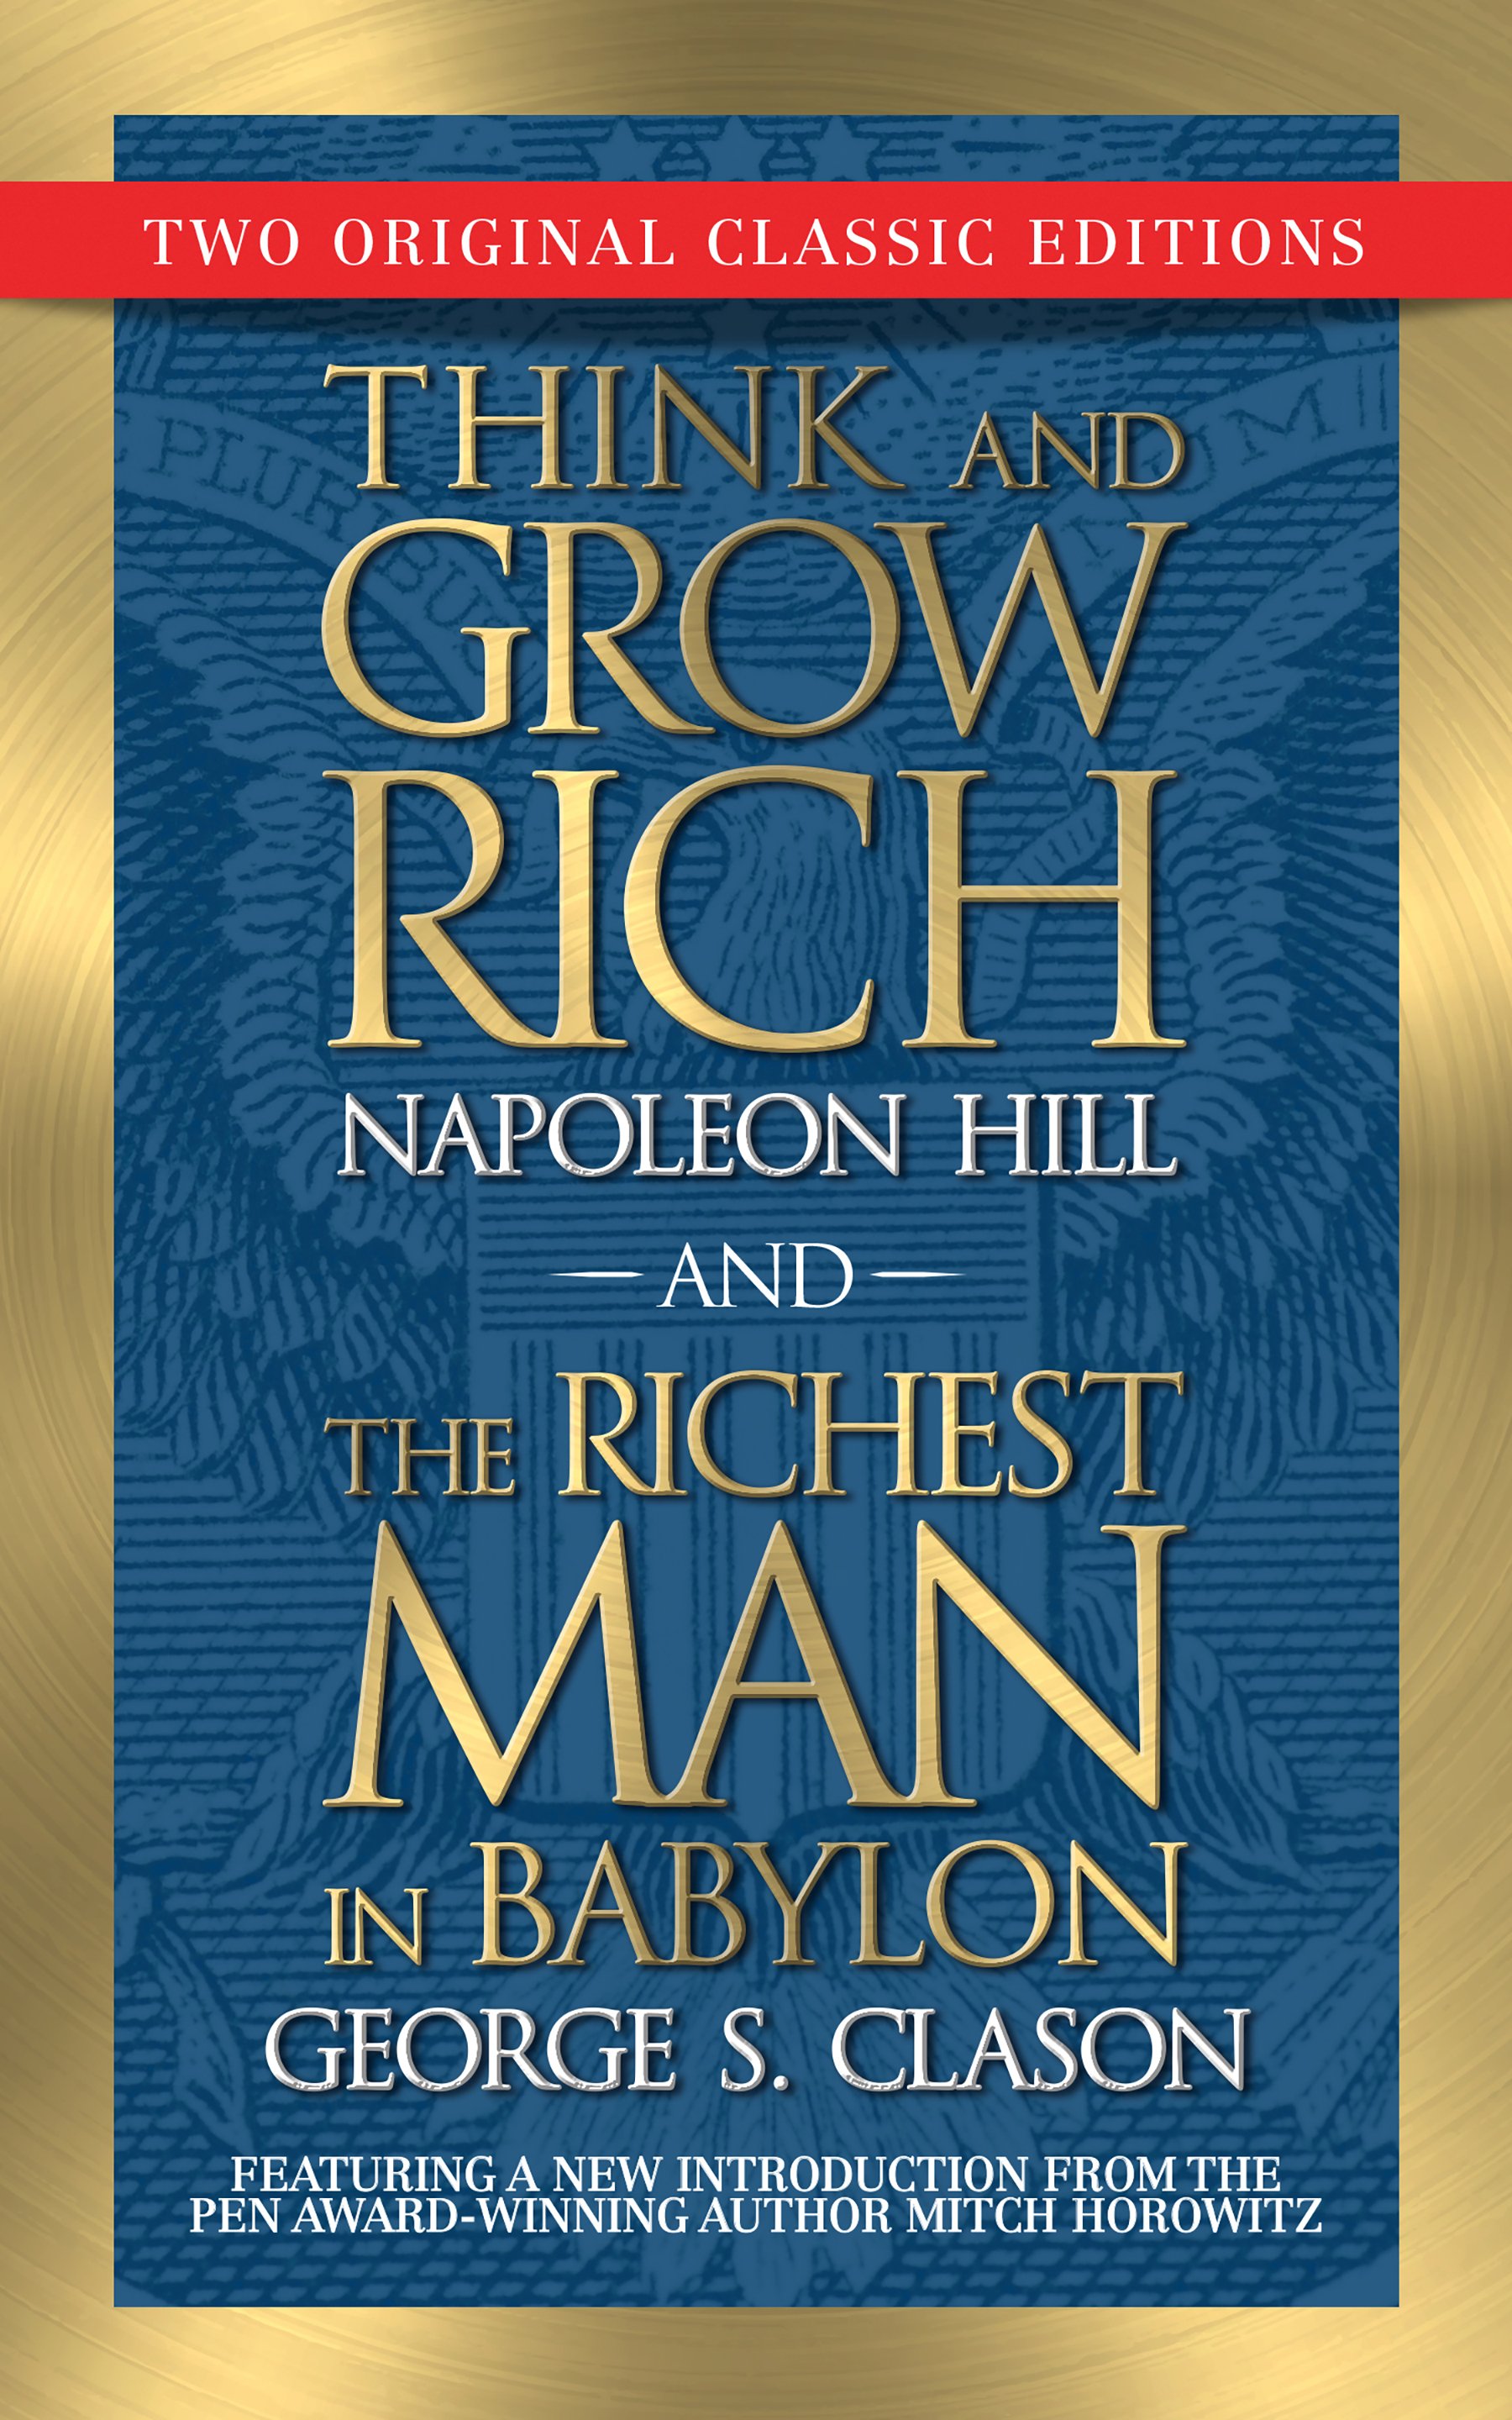 TWO ORIGINAL CLASSIC EDITIONS
THINK AND
GROW
RICH
NAPOLEON HILL
AND
THE RICHEST
MAN
IN BABYLON
GEORGE S. CLASON
FEATURING A NEW INTRODUCTION FROM THE
PEN AWARD-WINNING AUTHOR MITCH HOROWITZ